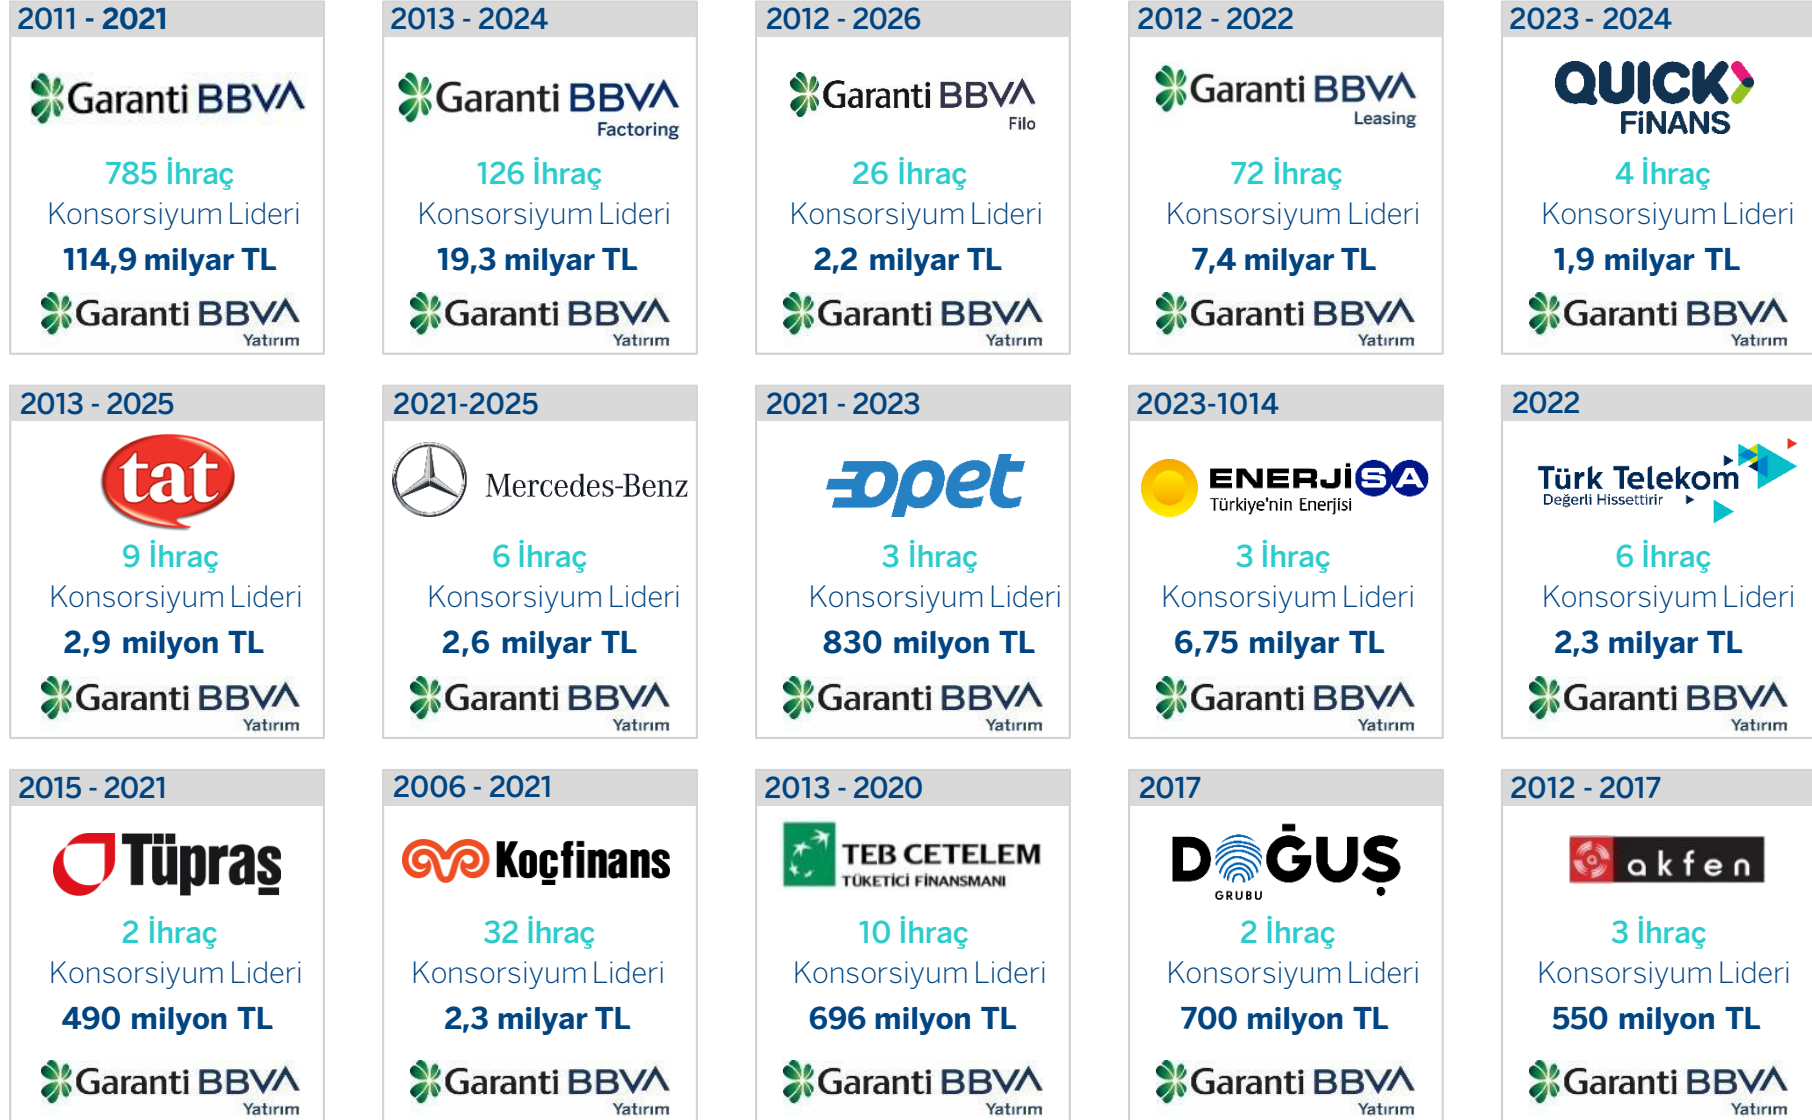 2011 - 2021
Garanti BBVA
785 İhraç
Konsorsiyum Lideri
114,9 milyar TL
Garanti BBVA
Yatırım
2013 - 2024
Garanti BBVA
Factoring
126 İhraç
Konsorsiyum Lideri
19,3 milyar TL
Garanti BBVA
Yatırım
2012 - 2026
Garanti BBVA
Filo
26 İhraç
Konsorsiyum Lideri
2,2 milyar TL
Garanti BBVA
Yatırım
2012 - 2022
Garanti BBVA
Leasing
72 İhraç
Konsorsiyum Lideri
7,4 milyar TL
Garanti BBVA
Yatırım
2023 - 2024
QUICK
FiNANS
4 İhraç
Konsorsiyum Lideri
1,9 milyar TL
Garanti BBVA
Yatırım
2013 - 2025
tat
9 İhraç
Konsorsiyum Lideri
2,9 milyon TL
Garanti BBVA
Yatırım
2021-2025
Mercedes-Benz
6 İhraç
Konsorsiyum Lideri
2,6 milyar TL
Garanti BBVA
Yatırım
2021 - 2023
opet
3 İhraç
Konsorsiyum Lideri
830 milyon TL
Garanti BBVA
Yatırım
2023-1014
ENERJİSA
Türkiye'nin Enerjisi
3 İhraç
Konsorsiyum Lideri
6,75 milyar TL
Garanti BBVA
Yatırım
2022
Türk Telekom
Değerli Hissettirir
6 İhraç
Konsorsiyum Lideri
2,3 milyar TL
Garanti BBVA
Yatırım
2015 - 2021
Tüpraş
2 İhraç
Konsorsiyum Lideri
490 milyon TL
Garanti BBVA
Yatırım
2006 - 2021
Koçfinans
32 İhraç
Konsorsiyum Lideri
2,3 milyar TL
Garanti BBVA
Yatırım
2013 - 2020
TEB CETELEM
TÜKETİCİ FİNANSMANI
10 İhraç
Konsorsiyum Lideri
696 milyon TL
Garanti BBVA
Yatırım
2017
DOĞUŞ
GRUBU
2 İhraç
Konsorsiyum Lideri
700 milyon TL
Garanti BBVA
Yatırım
2012 - 2017
akfen
3 İhraç
Konsorsiyum Lideri
550 milyon TL
Garanti BBVA
Yatırım